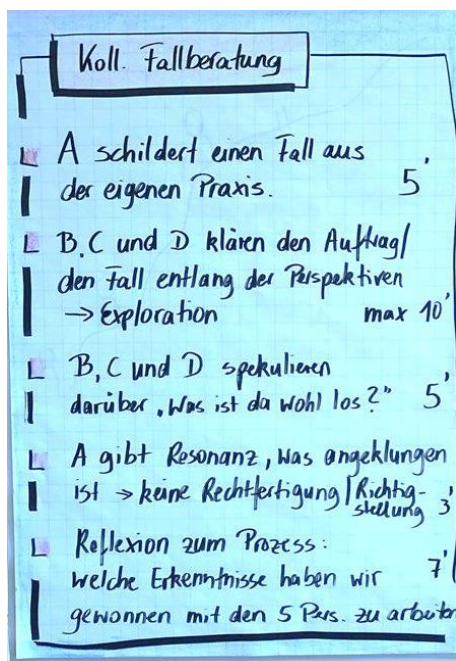 Koll. Fallberatung
A schildert einen Fall aus
der eigenen Praxis. 5'
B, C und D klären den Auftrag/
den Fall entlang der Perspektiven
→ Exploration max 10'
B, C und D spekulieren
darüber „Was ist da wohl los?" 5'
A gibt Resonanz, was angeklungen
ist → keine Rechtfertigung/Richtig-
stellung 3'
Reflexion zum Prozess:
welche Erkenntnisse haben wir 7'
gewonnen mit den 5 Pers. zu arbeiten